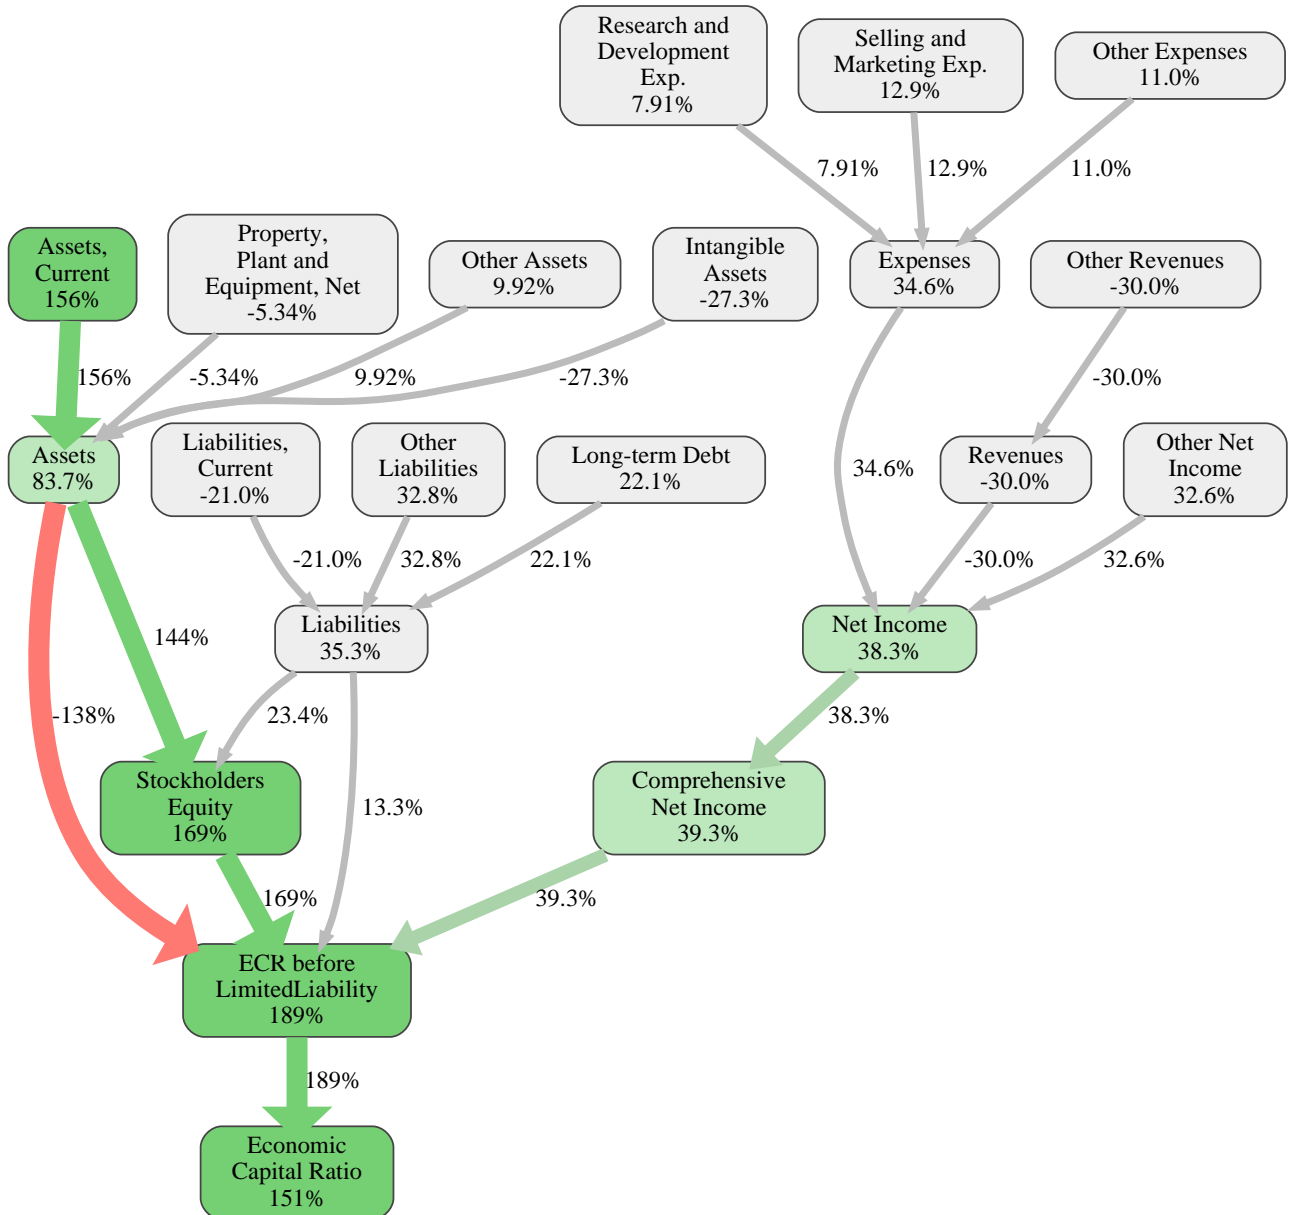 Research and
Development
Exp.
7.91%
Selling and
Marketing Exp.
12.9%
Other Expenses
11.0%
7.91%
12.9%
11.0%
Assets,
Current
156%
Property,
Plant and
Equipment, Net
-5.34%
Other Assets
9.92%
Intangible
Assets
-27.3%
Expenses
34.6%
Other Revenues
-30.0%
156%
-5.34%
9.92%
-27.3%
-30.0%
Assets
83.7%
Liabilities,
Current
-21.0%
Other
Liabilities
32.8%
Long-term Debt
22.1%
34.6%
Revenues
-30.0%
Other Net
Income
32.6%
-21.0%
32.8%
22.1%
-30.0%
32.6%
144%
Liabilities
35.3%
Net Income
38.3%
-138%
23.4%
38.3%
Stockholders
Equity
169%
13.3%
Comprehensive
Net Income
39.3%
169%
39.3%
ECR before
LimitedLiability
189%
189%
Economic
Capital Ratio
151%